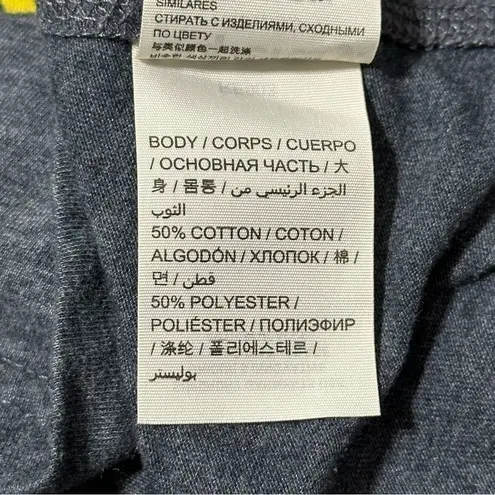 SIMILARES
СТИРАТЬ С ИЗДЕЛИЯМИ, СХОДНЫМИ
ПО ЦВЕТУ
与类似颜色一起洗涤
BODY / CORPS / CUERPO
/ ОСНОВНАЯ ЧАСТЬ / 大
身 / 몸통 / الجزء الرئيسي من
الثوب
50% COTTON / COTON /
ALGODÓN / ХЛОПОК / 棉 /
면 / قطن /
50% POLYESTER /
POLIÉSTER / ПОЛИЭФИР
/ 涤纶 / 폴리에스테르 /
بوليستر